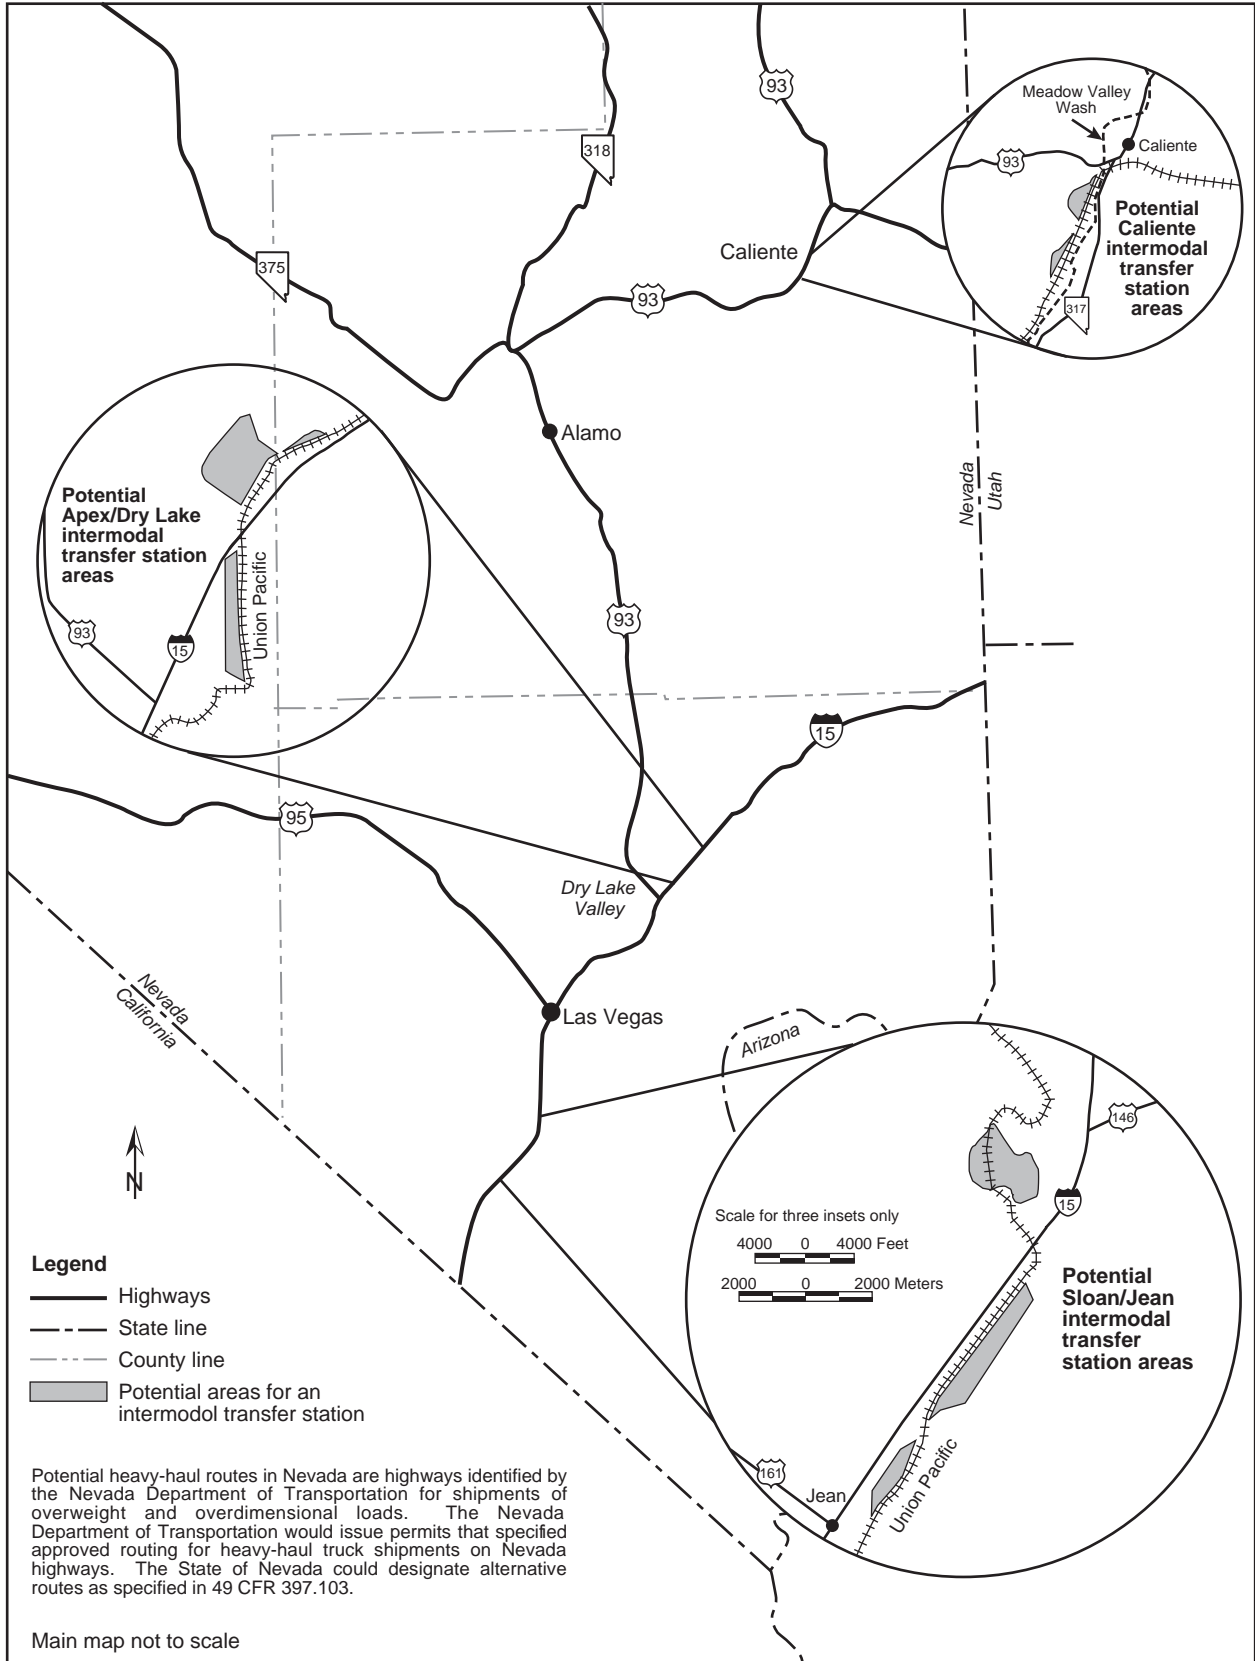 93
318
375
93
Caliente
Alamo
93
Nevada
Utah
15
95
Dry Lake
Valley
Las Vegas
Nevada
California
Arizona
N
Meadow Valley
Wash
Caliente
93
Potential
Caliente
intermodal
transfer
station
areas
317
Potential
Apex/Dry Lake
intermodal
transfer station
areas
Union Pacific
93
15
146
15
Scale for three insets only
4000 0 4000 Feet
2000 0 2000 Meters
Potential
Sloan/Jean
intermodal
transfer
station areas
161
Jean
Union Pacific
Legend
Highways
State line
County line
Potential areas for an
intermodol transfer station
Potential heavy-haul routes in Nevada are highways identified by
the Nevada Department of Transportation for shipments of
overweight and overdimensional loads. The Nevada
Department of Transportation would issue permits that specified
approved routing for heavy-haul truck shipments on Nevada
highways. The State of Nevada could designate alternative
routes as specified in 49 CFR 397.103.
Main map not to scale